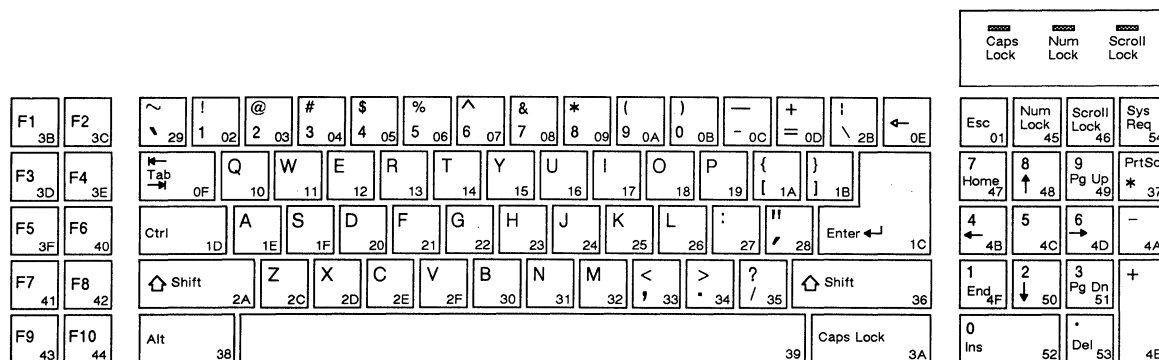 Caps Lock Num Lock Scroll Lock
F1 3B F2 3C ~ ` 29 ! 1 02 @ 2 03 # 3 04 $ 4 05 % 5 06 ^ 6 07 & 7 08 * 8 09 ( 9 0A ) 0 0B — - 0C + = 0D ¦ \ 2B ← 0E Esc 01 Num Lock 45 Scroll Lock 46 Sys Req 54
F3 3D F4 3E Tab 0F Q 10 W 11 E 12 R 13 T 14 Y 15 U 16 I 17 O 18 P 19 { [ 1A } ] 1B 7 Home 47 8 ↑ 48 9 Pg Up 49 PrtSc * 37
F5 3F F6 40 Ctrl 1D A 1E S 1F D 20 F 21 G 22 H 23 J 24 K 25 L 26 : 27 " ' 28 Enter ↵ 1C 4 ← 4B 5 4C 6 → 4D - 4A
F7 41 F8 42 ⇧ Shift 2A Z 2C X 2D C 2E V 2F B 30 N 31 M 32 < , 33 > . 34 ? / 35 ⇧ Shift 36 1 End 4F 2 ↓ 50 3 Pg Dn 51 +
F9 43 F10 44 Alt 38 39 Caps Lock 3A 0 Ins 52 . Del 53 4E